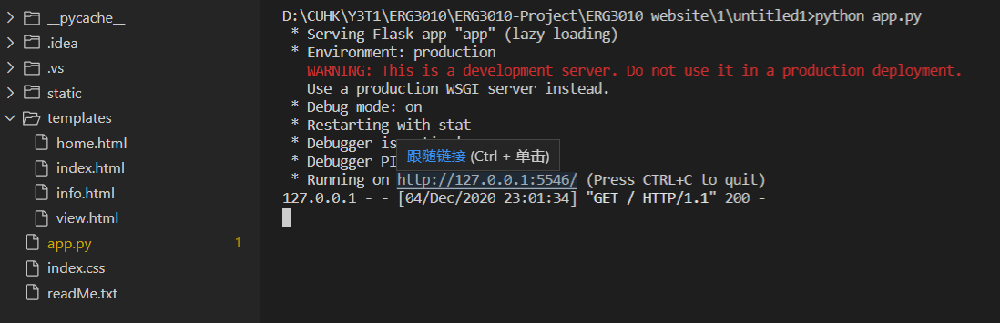 __pycache__
.idea
.vs
static
templates
home.html
index.html
info.html
view.html
app.py 1
index.css
readMe.txt
D:\CUHK\Y3T1\ERG3010\ERG3010-Project\ERG3010 website\1\untitled1>python app.py
* Serving Flask app "app" (lazy loading)
* Environment: production
WARNING: This is a development server. Do not use it in a production deployment.
Use a production WSGI server instead.
* Debug mode: on
* Restarting with stat
* Debugger is
跟随链接 (Ctrl + 单击)
* Debugger PI
* Running on http://127.0.0.1:5546/ (Press CTRL+C to quit)
127.0.0.1 - - [04/Dec/2020 23:01:34] "GET / HTTP/1.1" 200 -